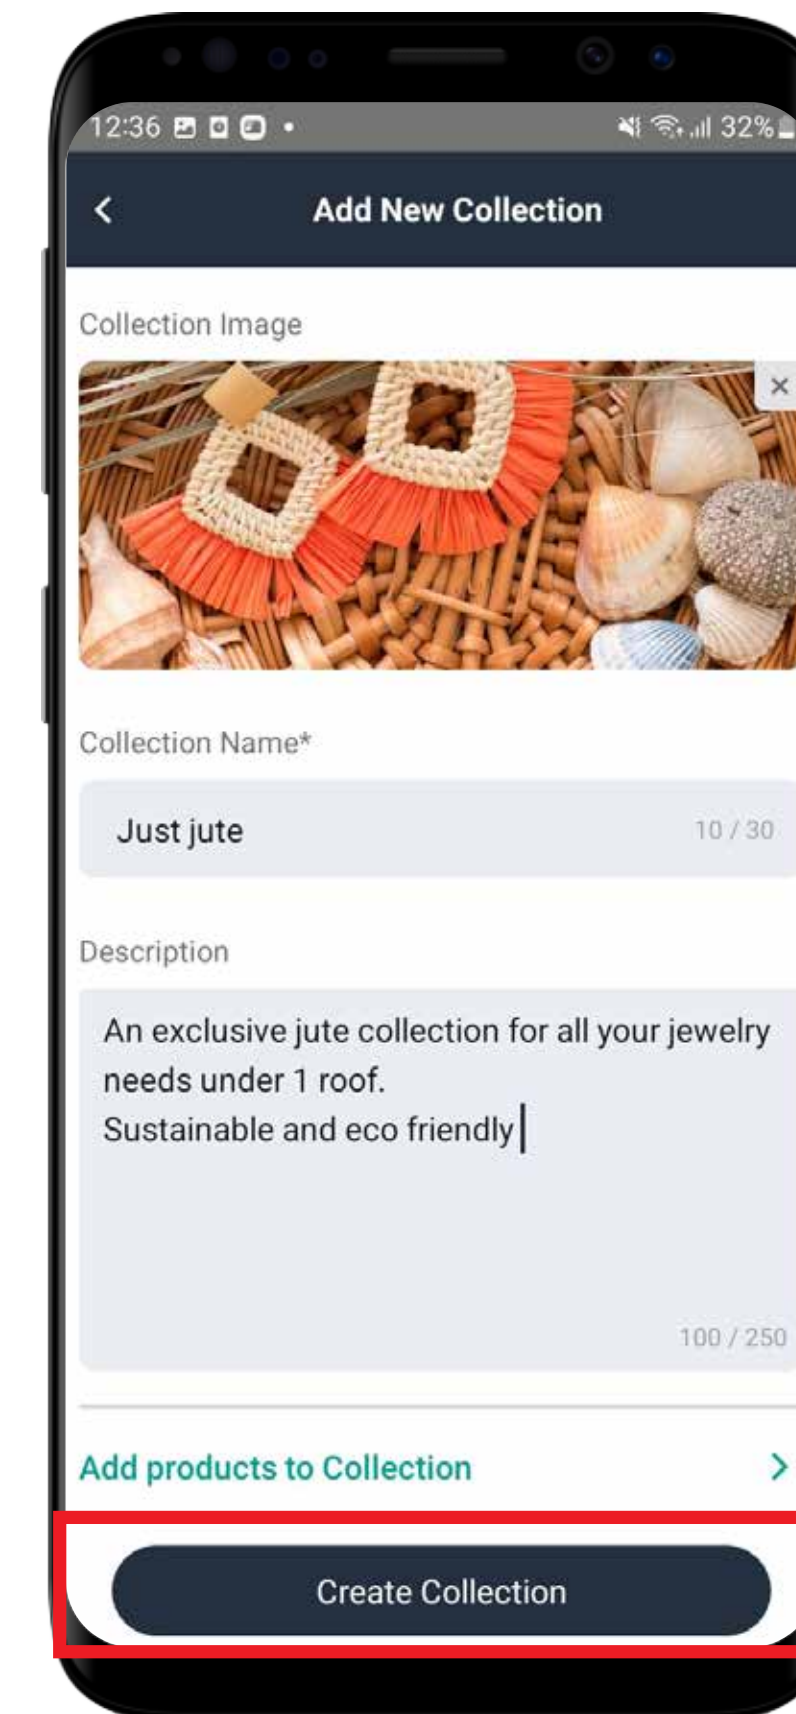 12:36
32%
Add New Collection
Collection Image
Collection Name*
Just jute
10 / 30
Description
An exclusive jute collection for all your jewelry
needs under 1 roof.
Sustainable and eco friendly
100 / 250
Add products to Collection
Create Collection